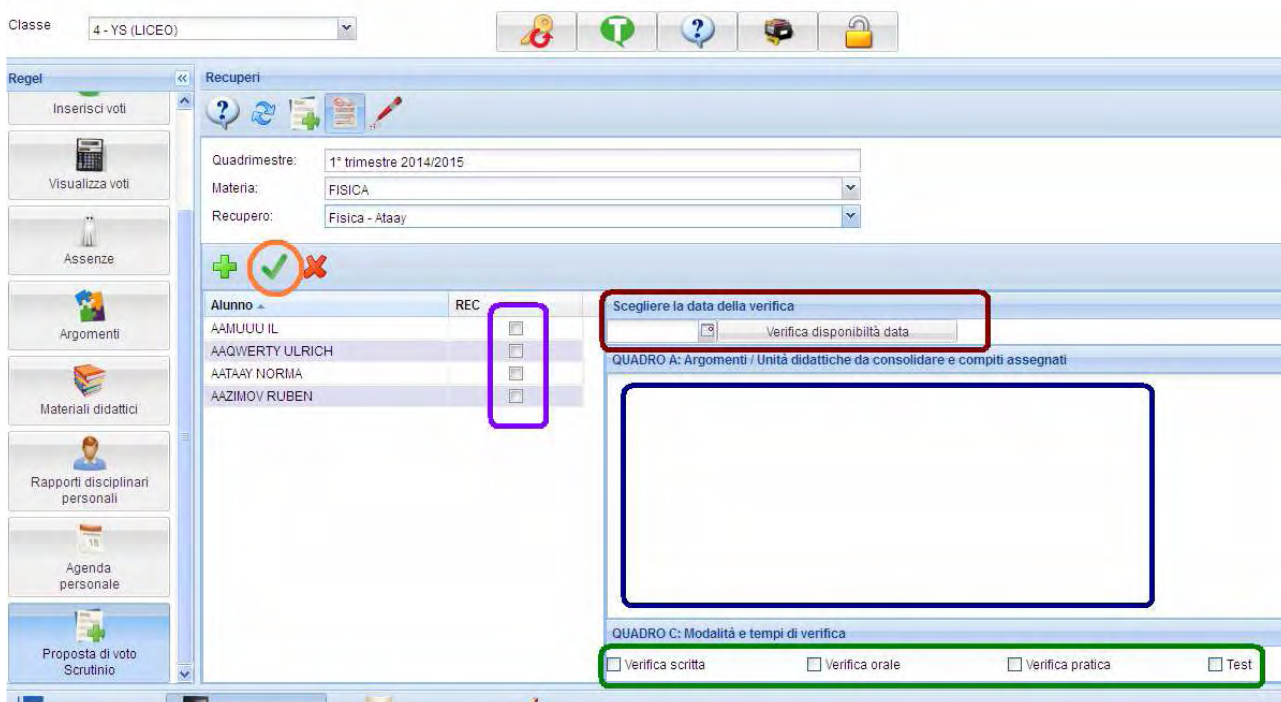 Classe 4 - YS (LICEO)
Regel
Inserisci voti
Visualizza voti
Assenze
Argomenti
Materiali didattici
Rapporti disciplinari
personali
18
Agenda
personale
Proposta di voto
Scrutinio
Recuperi
Quadrimestre: 1° trimestre 2014/2015
Materia: FISICA
Recupero: Fisica - Ataay
Alunno REC
AAMUUU IL
AAQWERTY ULRICH
AATAAY NORMA
AAZIMOV RUBEN
Scegliere la data della verifica
Verifica disponibiltà data
QUADRO A: Argomenti / Unità didattiche da consolidare e compiti assegnati
QUADRO C: Modalità e tempi di verifica
Verifica scritta Verifica orale Verifica pratica Test